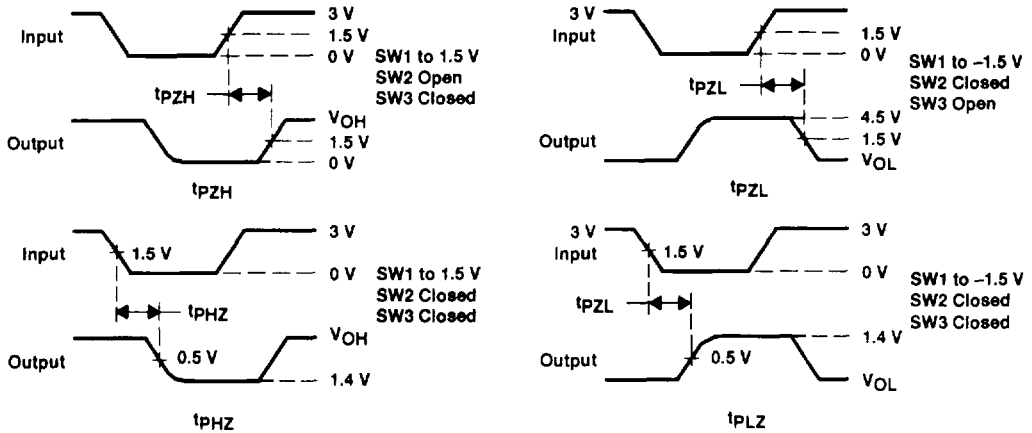 3 V
Input
1.5 V
0 V
SW1 to 1.5 V
SW2 Open
SW3 Closed
tPZH
VOH
Output
1.5 V
0 V
tPZH
3 V
Input
1.5 V
0 V
SW1 to –1.5 V
SW2 Closed
SW3 Open
tPZL
4.5 V
Output
1.5 V
VOL
tPZL
3 V
Input
1.5 V
0 V
SW1 to 1.5 V
SW2 Closed
SW3 Closed
tPHZ
VOH
Output
0.5 V
1.4 V
tPHZ
3 V
3 V
Input
1.5 V
0 V
SW1 to –1.5 V
SW2 Closed
SW3 Closed
tPZL
1.4 V
Output
0.5 V
VOL
tPLZ